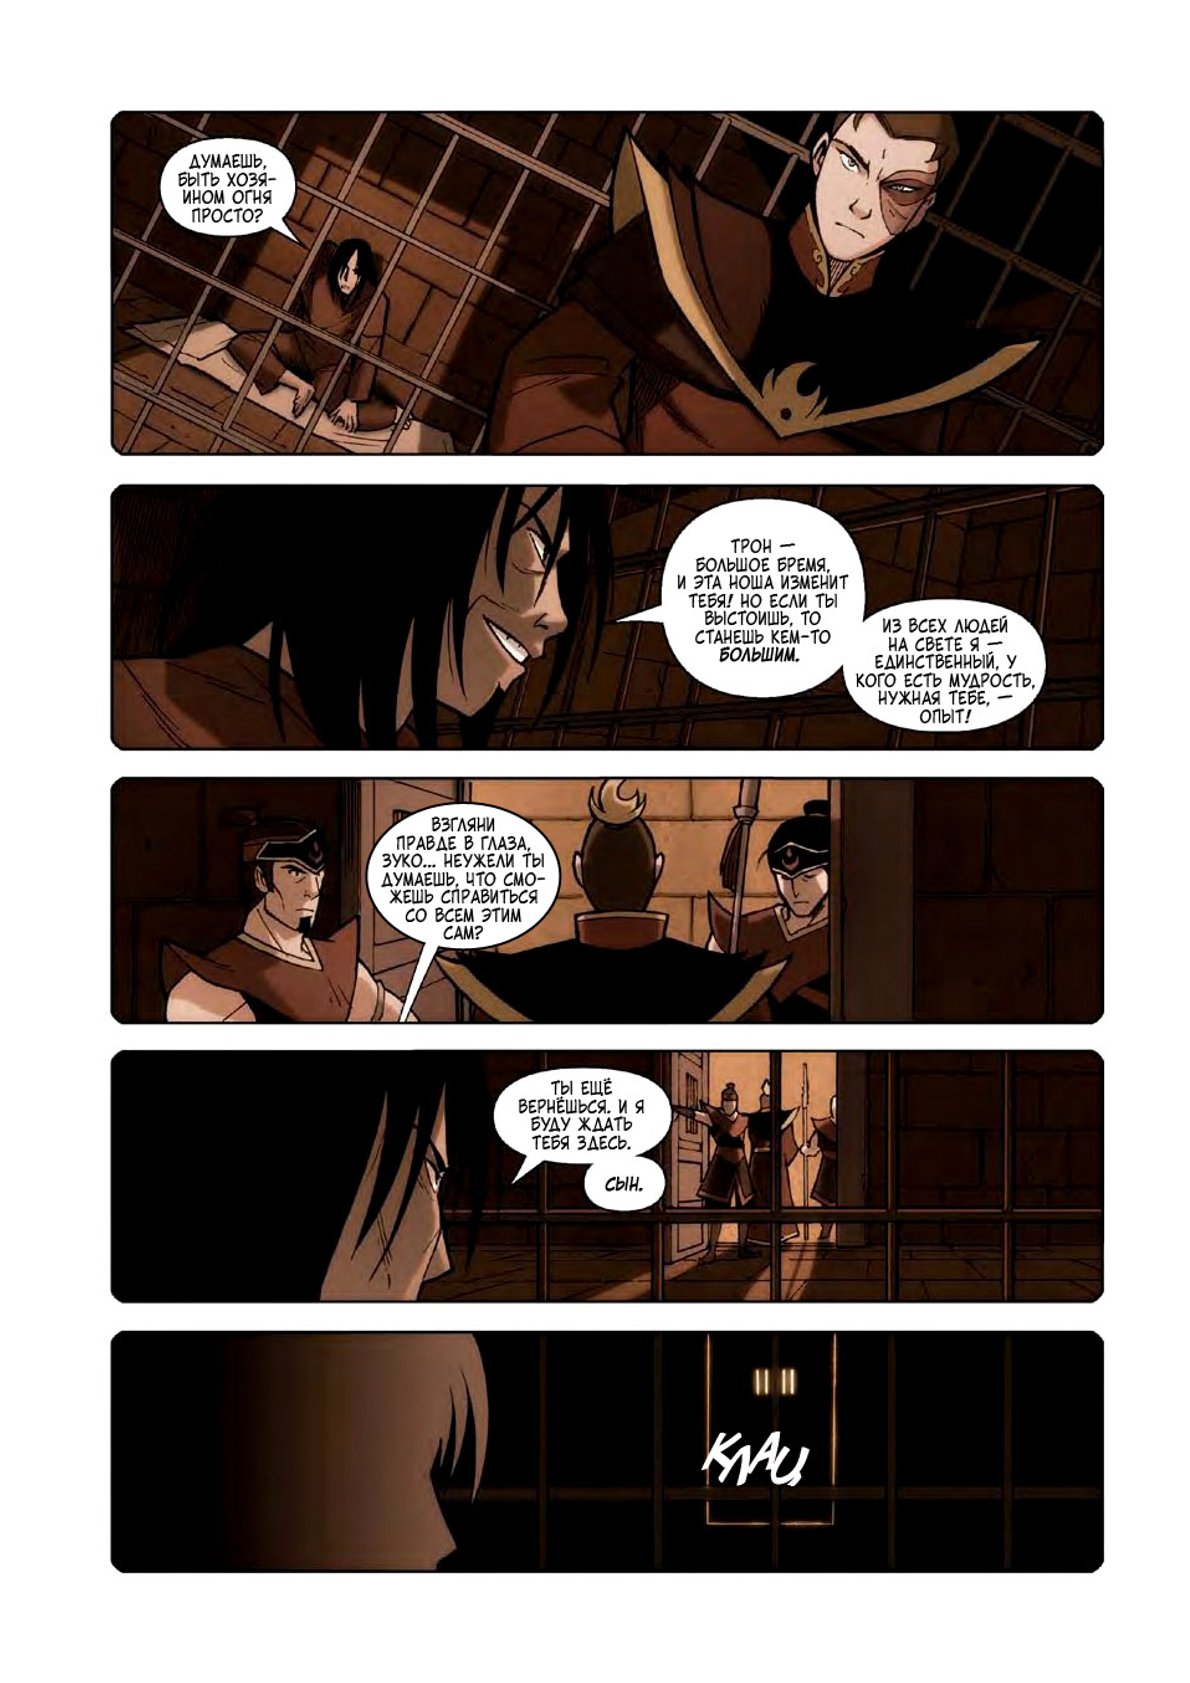 ДУМАЕШЬ,
БЫТЬ ХОЗЯ-
ИНОМ ОГНЯ
ПРОСТО?
ТРОН —
БОЛЬШОЕ БРЕМЯ,
И ЭТА НОША ИЗМЕНИТ
ТЕБЯ! НО ЕСЛИ ТЫ
ВЫСТОИШЬ, ТО
СТАНЕШЬ КЕМ-ТО
БОЛЬШИМ.
ИЗ ВСЕХ ЛЮДЕЙ
НА СВЕТЕ Я —
ЕДИНСТВЕННЫЙ, У
КОГО ЕСТЬ МУДРОСТЬ,
НУЖНАЯ ТЕБЕ, —
ОПЫТ!
ВЗГЛЯНИ
ПРАВДЕ В ГЛАЗА,
ЗУКО... НЕУЖЕЛИ ТЫ
ДУМАЕШЬ, ЧТО СМО-
ЖЕШЬ СПРАВИТЬСЯ
СО ВСЕМ ЭТИМ
САМ?
ТЫ ЕЩЁ
ВЕРНЁШЬСЯ. И Я
БУДУ ЖДАТЬ
ТЕБЯ ЗДЕСЬ.
СЫН.
КЛАЦ